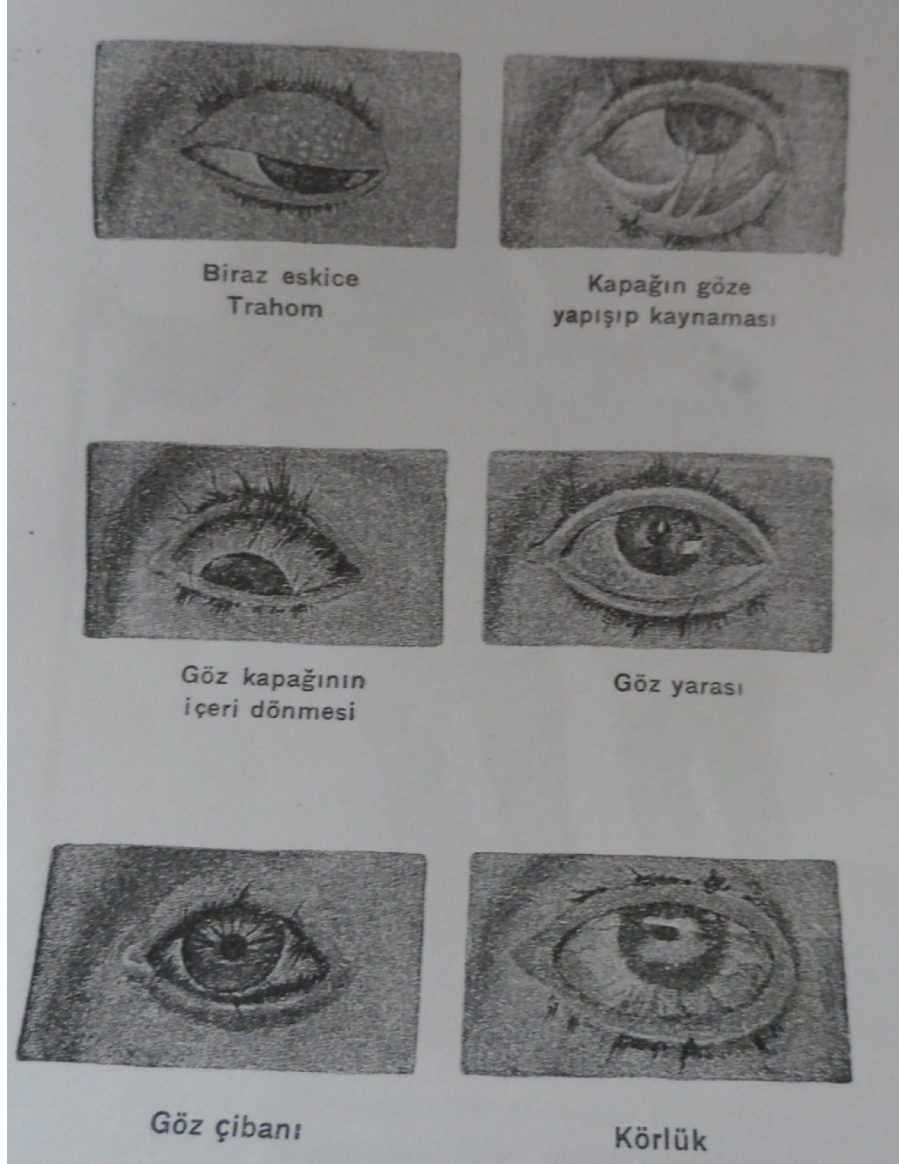 Biraz eskice
Trahom
Kapağın göze
yapışıp kaynaması
Göz kapağının
içeri dönmesi
Göz yarası
Göz çibanı
Körlük